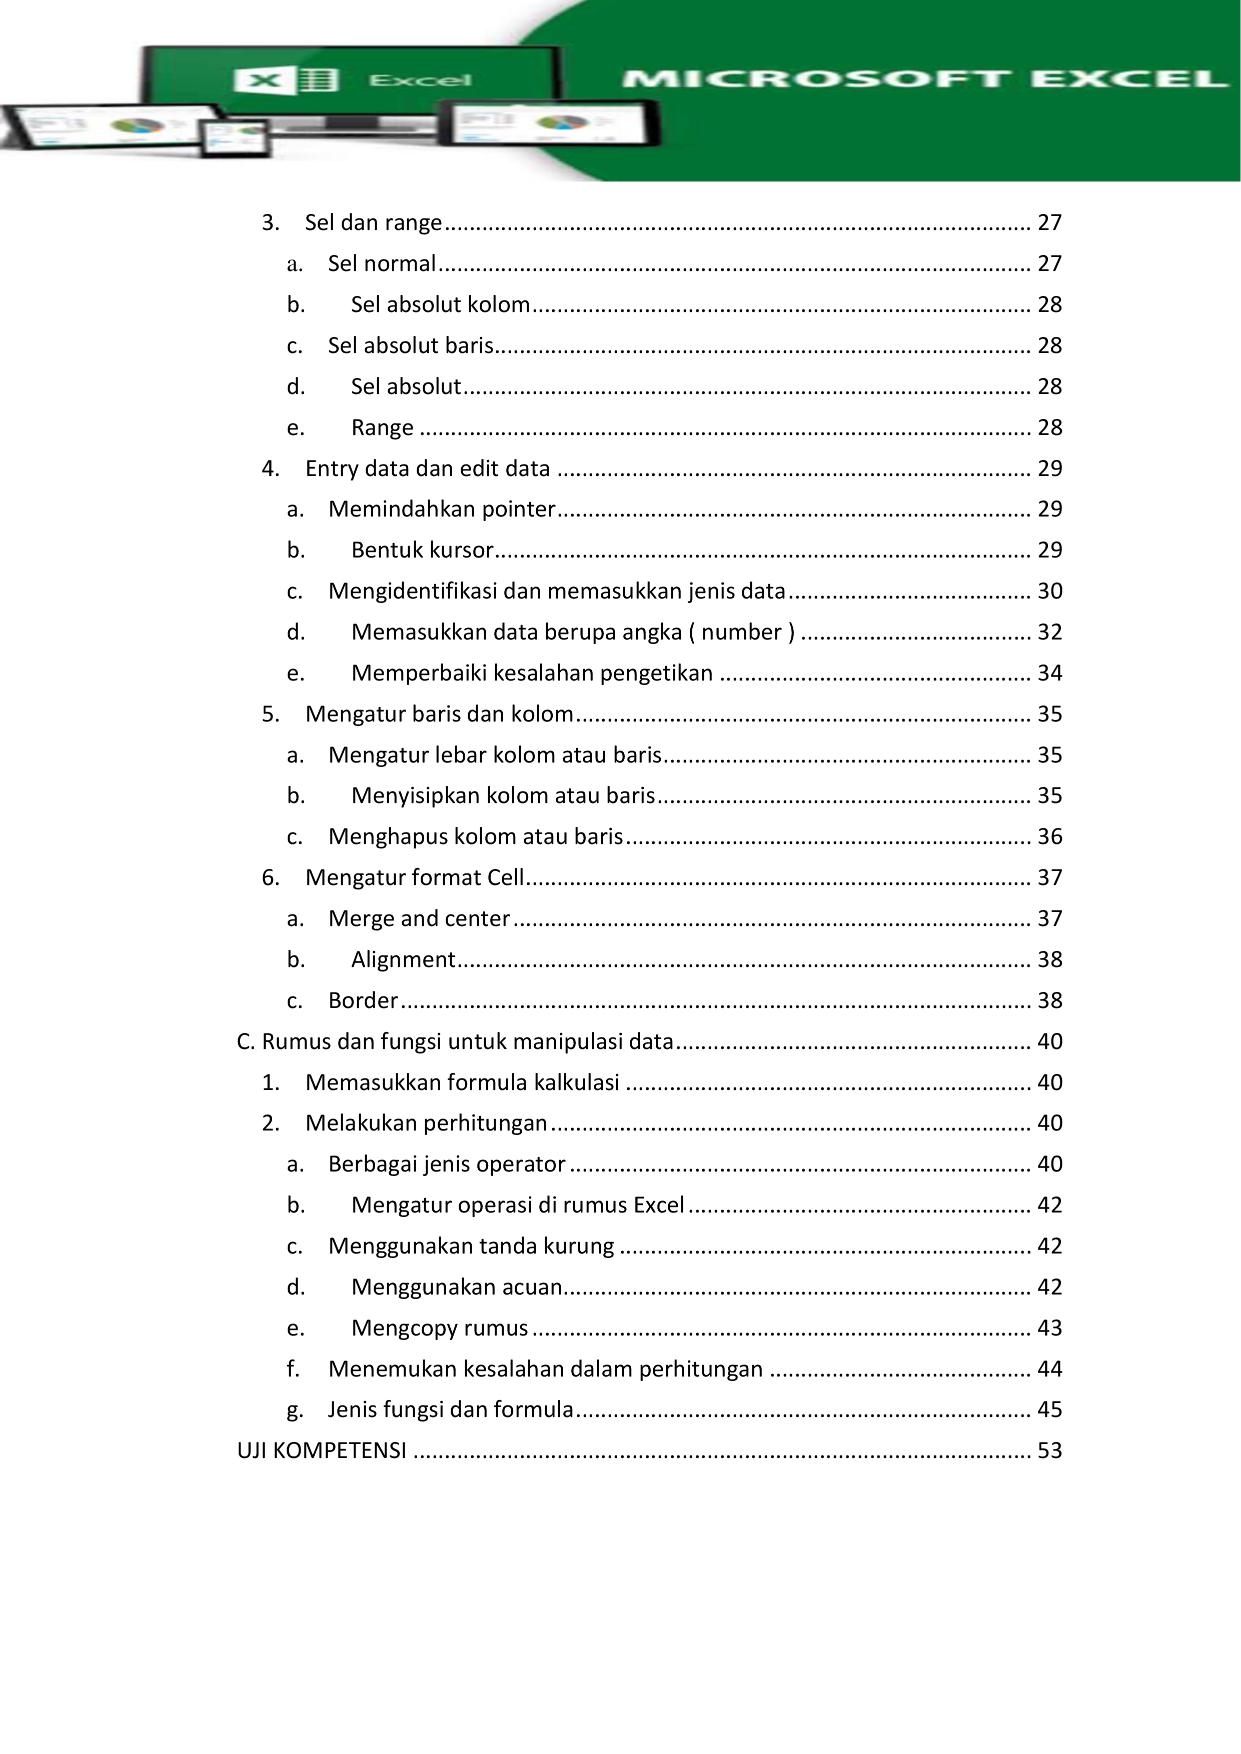 Excel
MICROSOFT EXCEL
3. Sel dan range................................................................................................ 27
a. Sel normal................................................................................................. 27
b. Sel absolut kolom................................................................................ 28
c. Sel absolut baris...................................................................................... 28
d. Sel absolut............................................................................................ 28
e. Range ................................................................................................... 28
4. Entry data dan edit data ............................................................................. 29
a. Memindahkan pointer............................................................................. 29
b. Bentuk kursor....................................................................................... 29
c. Mengidentifikasi dan memasukkan jenis data....................................... 30
d. Memasukkan data berupa angka ( number ) ..................................... 32
e. Memperbaiki kesalahan pengetikan .................................................. 34
5. Mengatur baris dan kolom.......................................................................... 35
a. Mengatur lebar kolom atau baris........................................................... 35
b. Menyisipkan kolom atau baris............................................................ 35
c. Menghapus kolom atau baris................................................................. 36
6. Mengatur format Cell.................................................................................. 37
a. Merge and center.................................................................................... 37
b. Alignment............................................................................................. 38
c. Border....................................................................................................... 38
C. Rumus dan fungsi untuk manipulasi data......................................................... 40
1. Memasukkan formula kalkulasi .................................................................. 40
2. Melakukan perhitungan.............................................................................. 40
a. Berbagai jenis operator........................................................................... 40
b. Mengatur operasi di rumus Excel........................................................ 42
c. Menggunakan tanda kurung ................................................................... 42
d. Menggunakan acuan............................................................................ 42
e. Mengcopy rumus ................................................................................. 43
f. Menemukan kesalahan dalam perhitungan ........................................... 44
g. Jenis fungsi dan formula.......................................................................... 45
UJI KOMPETENSI .................................................................................................... 53